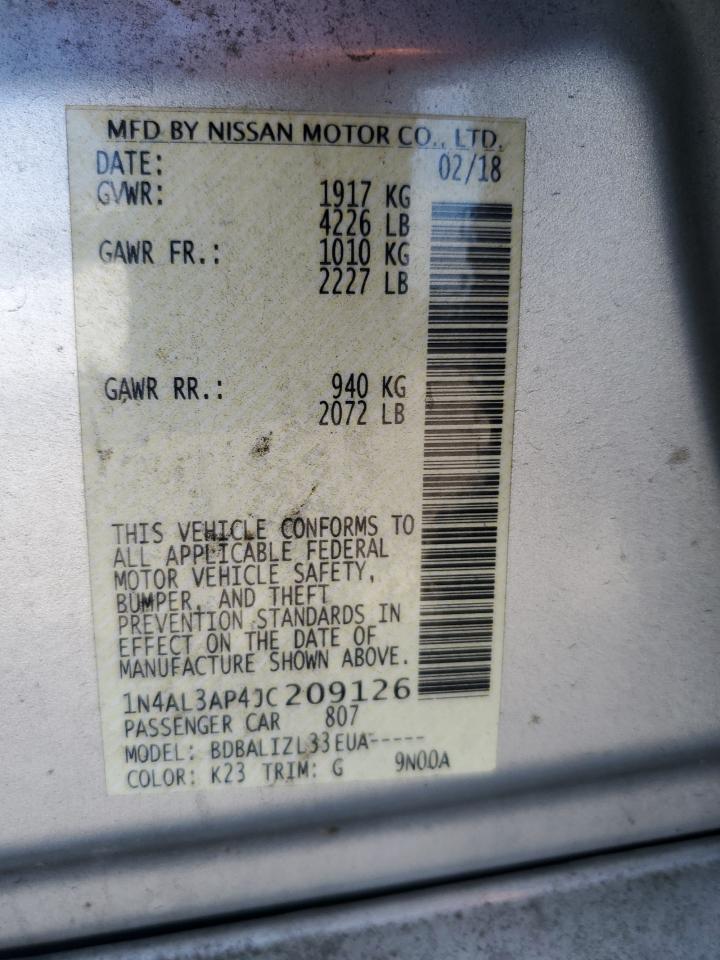 MFD BY NISSAN MOTOR CO., LTD.
DATE: 02/18
GVWR: 1917 KG
4226 LB
GAWR FR.: 1010 KG
2227 LB
GAWR RR.: 940 KG
2072 LB
THIS VEHICLE CONFORMS TO
ALL APPLICABLE FEDERAL
MOTOR VEHICLE SAFETY,
BUMPER, AND THEFT
PREVENTION STANDARDS IN
EFFECT ON THE DATE OF
MANUFACTURE SHOWN ABOVE.
1N4AL3AP4JC209126
PASSENGER CAR 807
MODEL: BDBALIZL33EUA-----
COLOR: K23 TRIM: G 9N00A